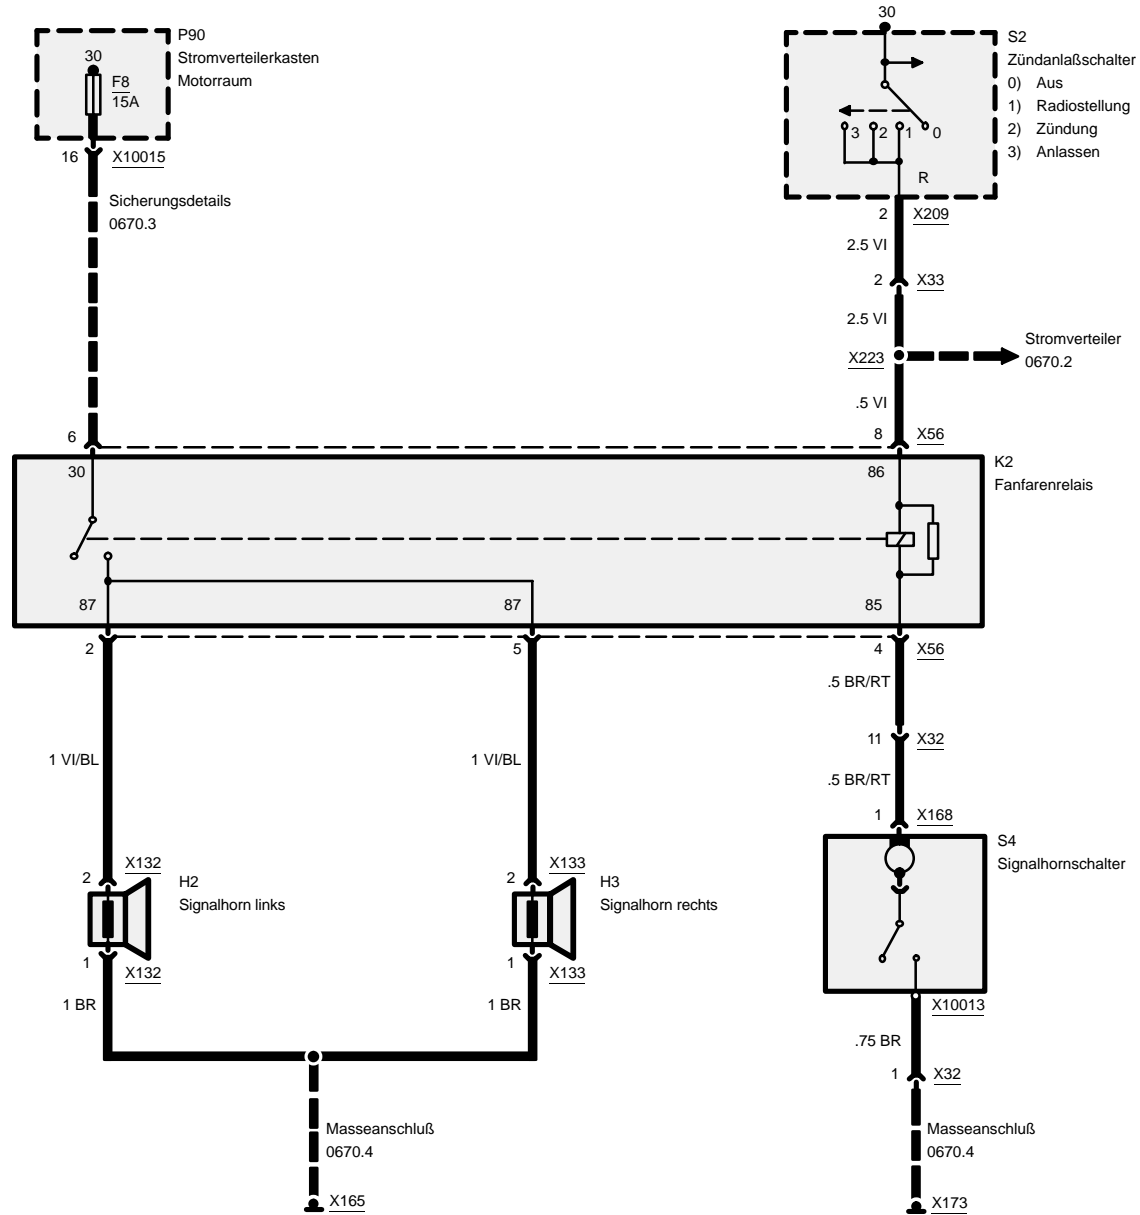 P90
Stromverteilerkasten
Motorraum
30
F8
15A
16 X10015
Sicherungsdetails
0670.3
30
S2
Zündanlaßschalter
0) Aus
1) Radiostellung
2) Zündung
3) Anlassen
3 2 1 0
R
2 X209
2.5 VI
2 X33
2.5 VI
X223
Stromverteiler
0670.2
.5 VI
6
8 X56
K2
Fanfarenrelais
30
86
87
87
85
2
5
4 X56
.5 BR/RT
11 X32
1 VI/BL
1 VI/BL
.5 BR/RT
1 X168
S4
Signalhornschalter
2 X132
H2
Signalhorn links
1 X132
1 BR
2 X133
H3
Signalhorn rechts
1 X133
1 BR
X10013
.75 BR
1 X32
Masseanschluß
0670.4
X165
Masseanschluß
0670.4
X173